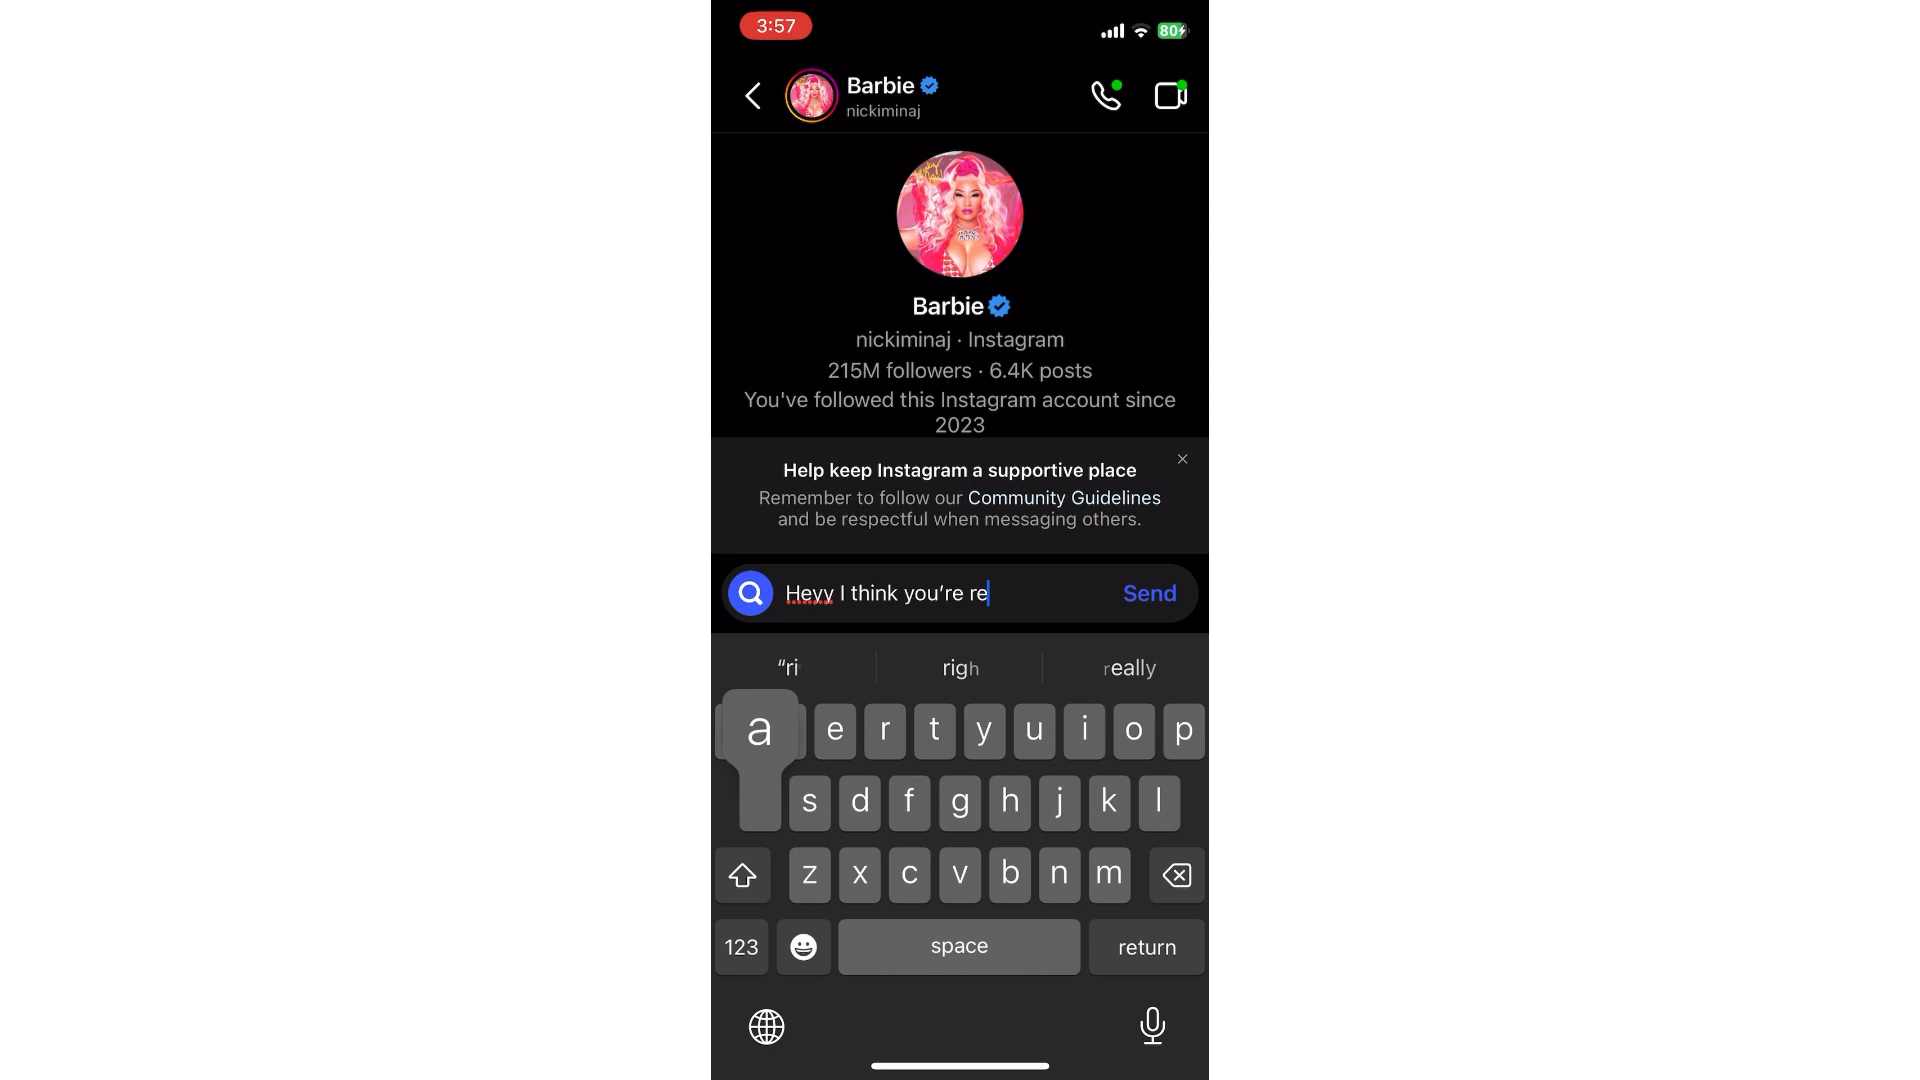 3:57
80
Barbie
nickiminaj
Barbie
nickiminaj · Instagram
215M followers · 6.4K posts
You've followed this Instagram account since
2023
Help keep Instagram a supportive place
Remember to follow our Community Guidelines
and be respectful when messaging others.
Heyy I think you’re re
Send
“ri
righ
really
a
e r t y u i o p
s d f g h j k l
z x c v b n m
123
space
return